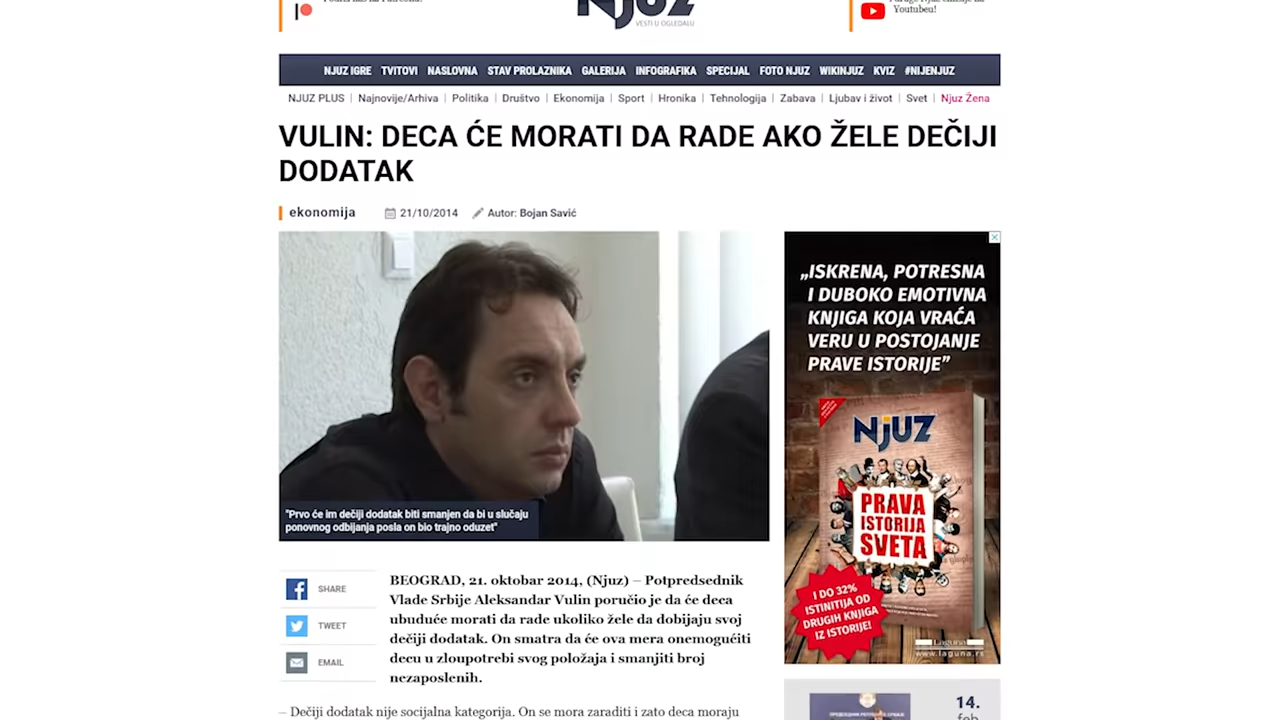 NJUZ
VESTI U OGLEDALU
Youtubeu!
NJUZ IGRE TVITOVI NASLOVNA STAV PROLAZNIKA GALERIJA INFOGRAFIKA SPECIJAL FOTO NJUZ WIKINJUZ KVIZ #NIJENJUZ
NJUZ PLUS | Najnovije/Arhiva | Politika | Društvo | Ekonomija | Sport | Hronika | Tehnologija | Zabava | Ljubav i život | Svet | Njuz Žena
VULIN: DECA ĆE MORATI DA RADE AKO ŽELE DEČIJI
DODATAK
ekonomija 21/10/2014 Autor: Bojan Savić
"Prvo će im dečiji dodatak biti smanjen da bi u slučaju
ponovnog odbijanja posla on bio trajno oduzet"
SHARE
TWEET
EMAIL
BEOGRAD, 21. oktobar 2014, (Njuz) – Potpredsednik
Vlade Srbije Aleksandar Vulin poručio je da će deca
ubuduće morati da rade ukoliko žele da dobijaju svoj
dečiji dodatak. On smatra da će ova mera onemogućiti
decu u zloupotrebi svog položaja i smanjiti broj
nezaposlenih.
– Dečiji dodatak nije socijalna kategorija. On se mora zaraditi i zato deca moraju
„ISKRENA, POTRESNA
I DUBOKO EMOTIVNA
KNJIGA KOJA VRAĆA
VERU U POSTOJANJE
PRAVE ISTORIJE”
NJUZ
PRAVA
ISTORIJA
SVETA
I DO 32%
ISTINITIJA OD
DRUGIH KNJIGA
IZ ISTORIJE!
Laguna
www.laguna.rs
14.
feb